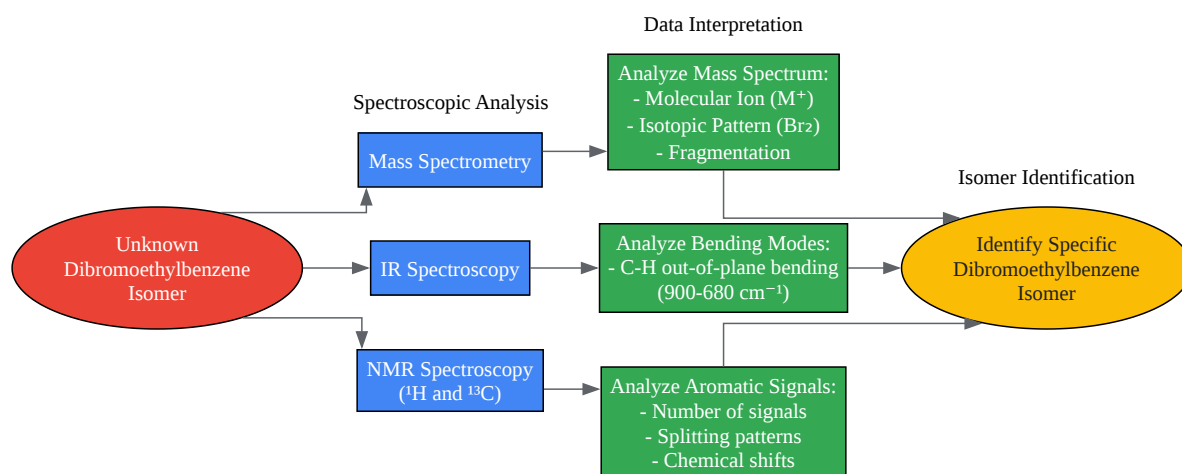 Data Interpretation
Analyze Mass Spectrum:
- Molecular Ion (M⁺)
- Isotopic Pattern (Br₂)
- Fragmentation
Spectroscopic Analysis
Mass Spectrometry
Isomer Identification
Unknown
Dibromoethylbenzene
Isomer
IR Spectroscopy
Analyze Bending Modes:
- C-H out-of-plane bending
(900-680 cm⁻¹)
Identify Specific
Dibromoethylbenzene
Isomer
NMR Spectroscopy
(¹H and ¹³C)
Analyze Aromatic Signals:
- Number of signals
- Splitting patterns
- Chemical shifts